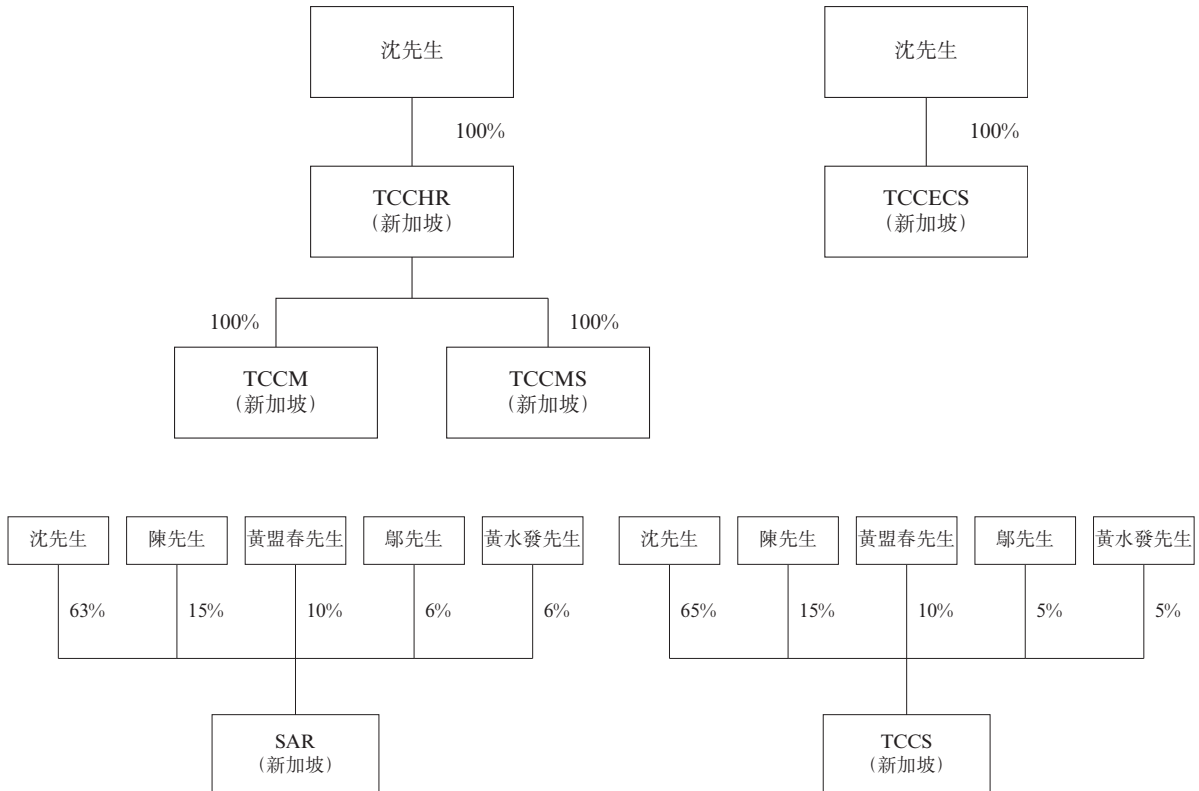 沈先生
沈先生
100%
100%
TCCHR
(新加坡)
TCCECS
(新加坡)
100%
100%
TCCM
(新加坡)
TCCMS
(新加坡)
沈先生
陳先生
黃盟春先生
鄔先生
黃水發先生
沈先生
陳先生
黃盟春先生
鄔先生
黃水發先生
63%
15%
10%
6%
6%
65%
15%
10%
5%
5%
SAR
(新加坡)
TCCS
(新加坡)